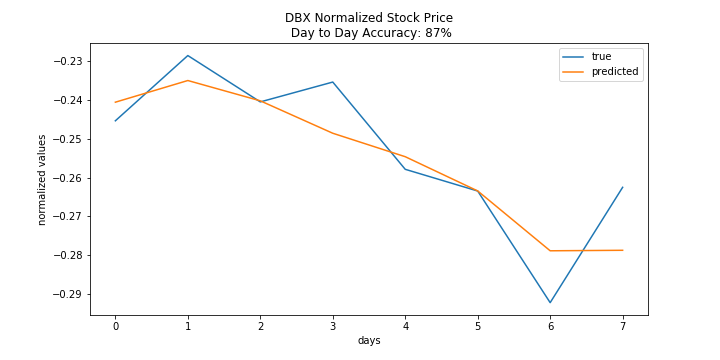 DBX Normalized Stock Price
Day to Day Accuracy: 87%
true
predicted
normalized values
−0.23
−0.24
−0.25
−0.26
−0.27
−0.28
−0.29
0 1 2 3 4 5 6 7
days